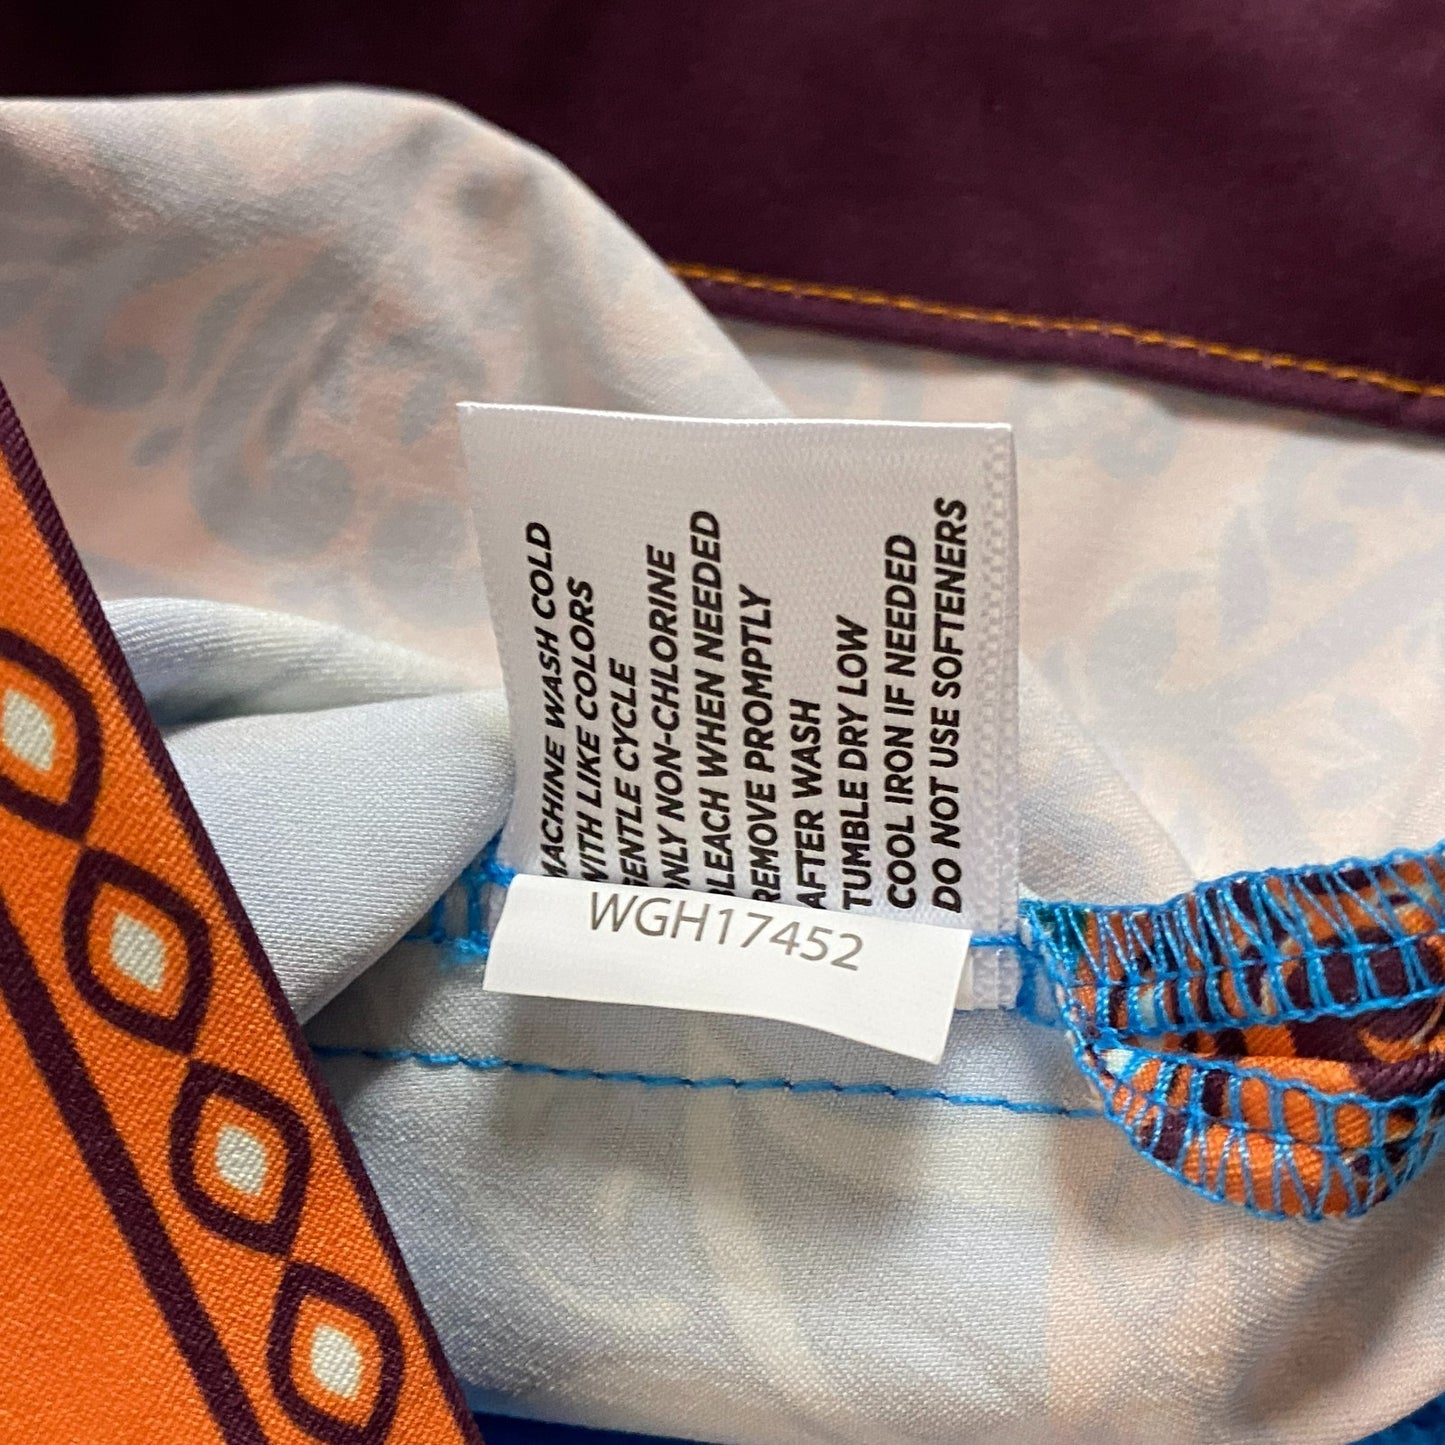 MACHINE WASH COLD
WITH LIKE COLORS
GENTLE CYCLE
ONLY NON-CHLORINE
BLEACH WHEN NEEDED
REMOVE PROMPTLY
AFTER WASH
TUMBLE DRY LOW
COOL IRON IF NEEDED
DO NOT USE SOFTENERS
WGH17452